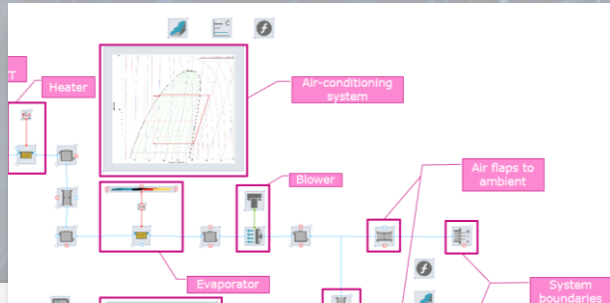 T
Heater
Air-conditioning
system
Blower
Air flaps to
ambient
Evaporator
System
boundaries